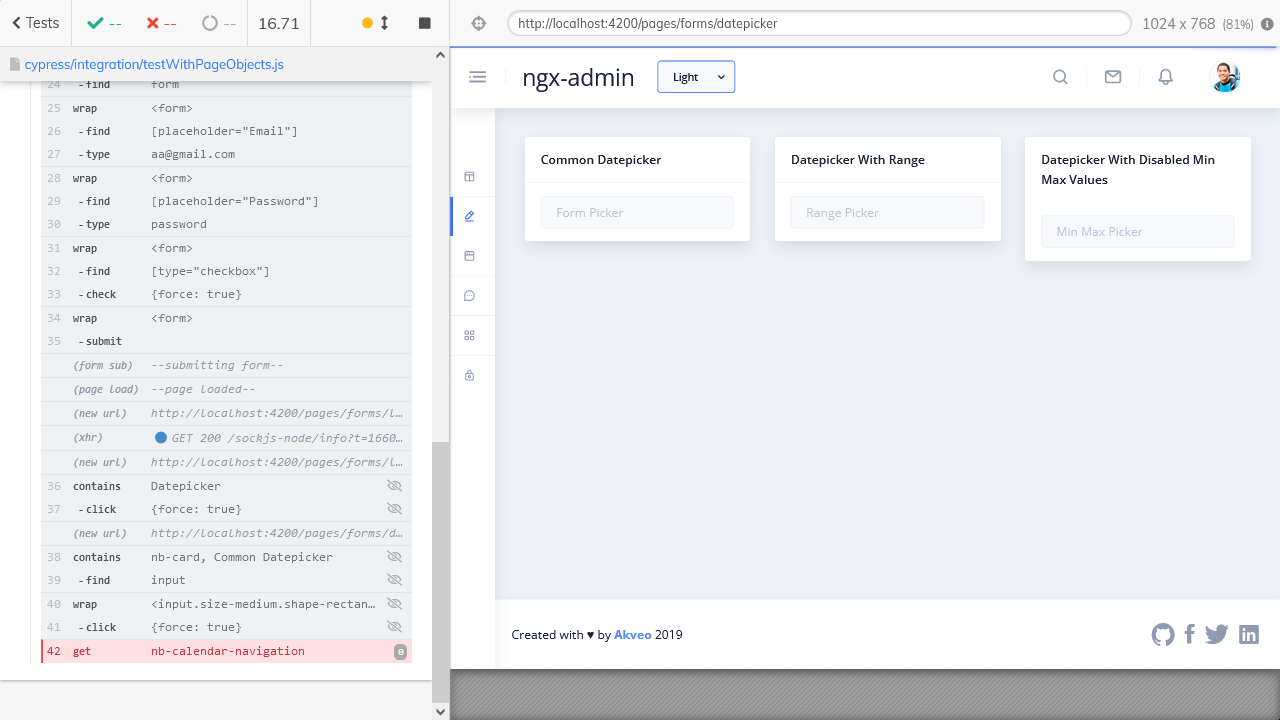 Tests
--
--
--
16.71
cypress/integration/testWithPageObjects.js
24 -find form
25 wrap <form>
26 -find [placeholder="Email"]
27 -type aa@gmail.com
28 wrap <form>
29 -find [placeholder="Password"]
30 -type password
31 wrap <form>
32 -find [type="checkbox"]
33 -check {force: true}
34 wrap <form>
35 -submit
(form sub) --submitting form--
(page load) --page loaded--
(new url) http://localhost:4200/pages/forms/l…
(xhr) GET 200 /sockjs-node/info?t=1660…
(new url) http://localhost:4200/pages/forms/l…
36 contains Datepicker
37 -click {force: true}
(new url) http://localhost:4200/pages/forms/d…
38 contains nb-card, Common Datepicker
39 -find input
40 wrap <input.size-medium.shape-rectan…
41 -click {force: true}
42 get nb-calendar-navigation 0
http://localhost:4200/pages/forms/datepicker
1024 x 768 (81%)
ngx-admin
Light
Common Datepicker
Form Picker
Datepicker With Range
Range Picker
Datepicker With Disabled Min
Max Values
Min Max Picker
Created with ♥ by Akveo 2019